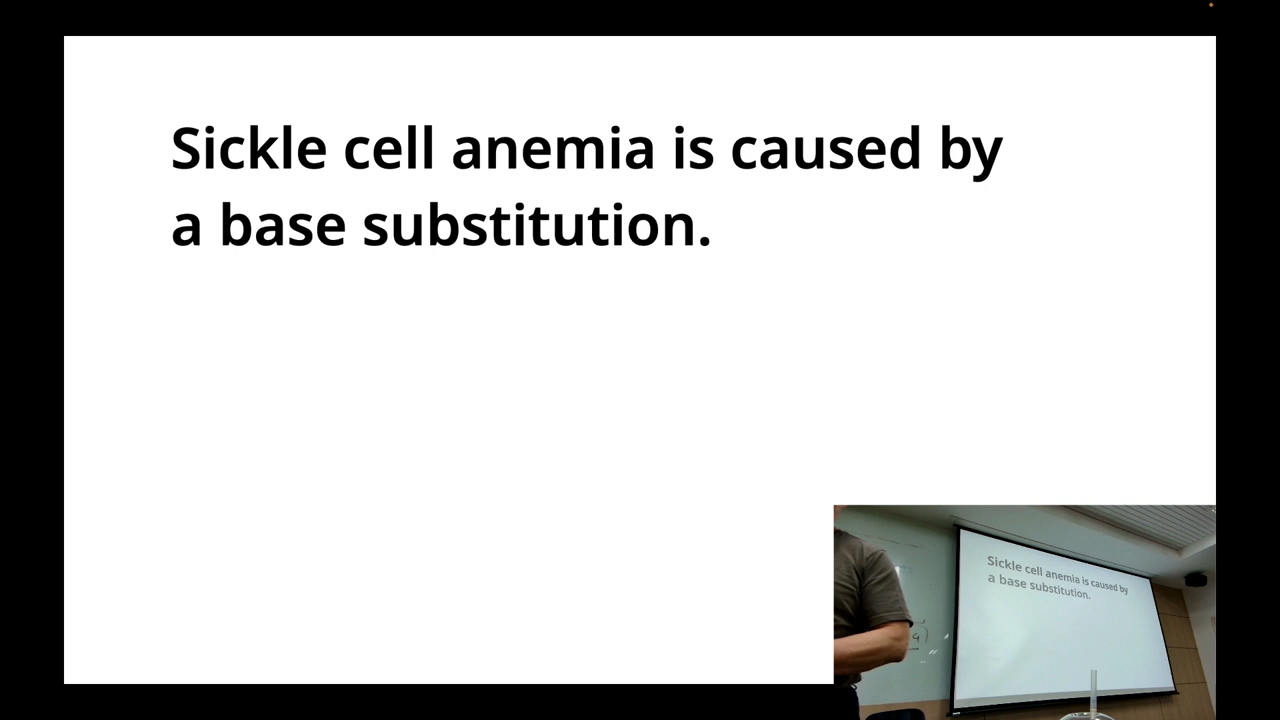 Sickle cell anemia is caused by
a base substitution.
Sickle cell anemia is caused by
a base substitution.